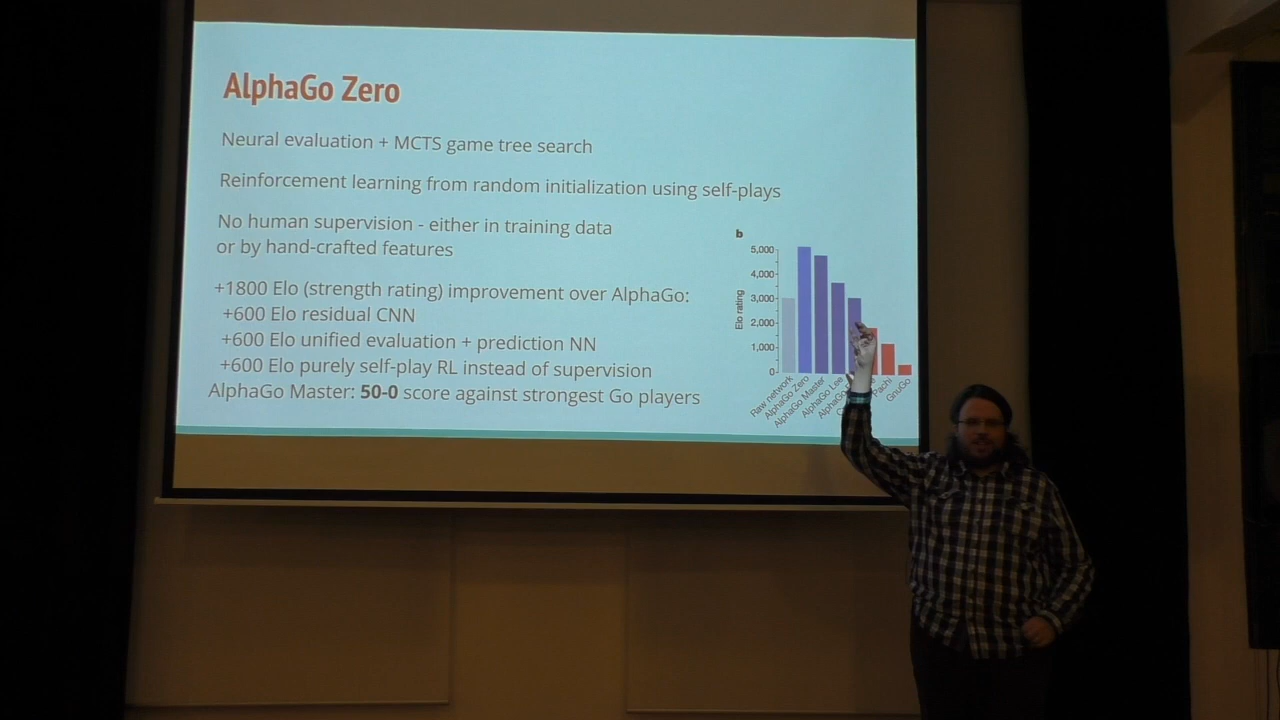 AlphaGo Zero
Neural evaluation + MCTS game tree search
Reinforcement learning from random initialization using self-plays
No human supervision - either in training data
or by hand-crafted features
+1800 Elo (strength rating) improvement over AlphaGo:
+600 Elo residual CNN
+600 Elo unified evaluation + prediction NN
+600 Elo purely self-play RL instead of supervision
AlphaGo Master: 50-0 score against strongest Go players
b
Elo rating
5,000
4,000
3,000
2,000
1,000
0
Raw network
AlphaGo Zero
AlphaGo Master
AlphaGo Lee
AlphaGo
Pachi
GnuGo